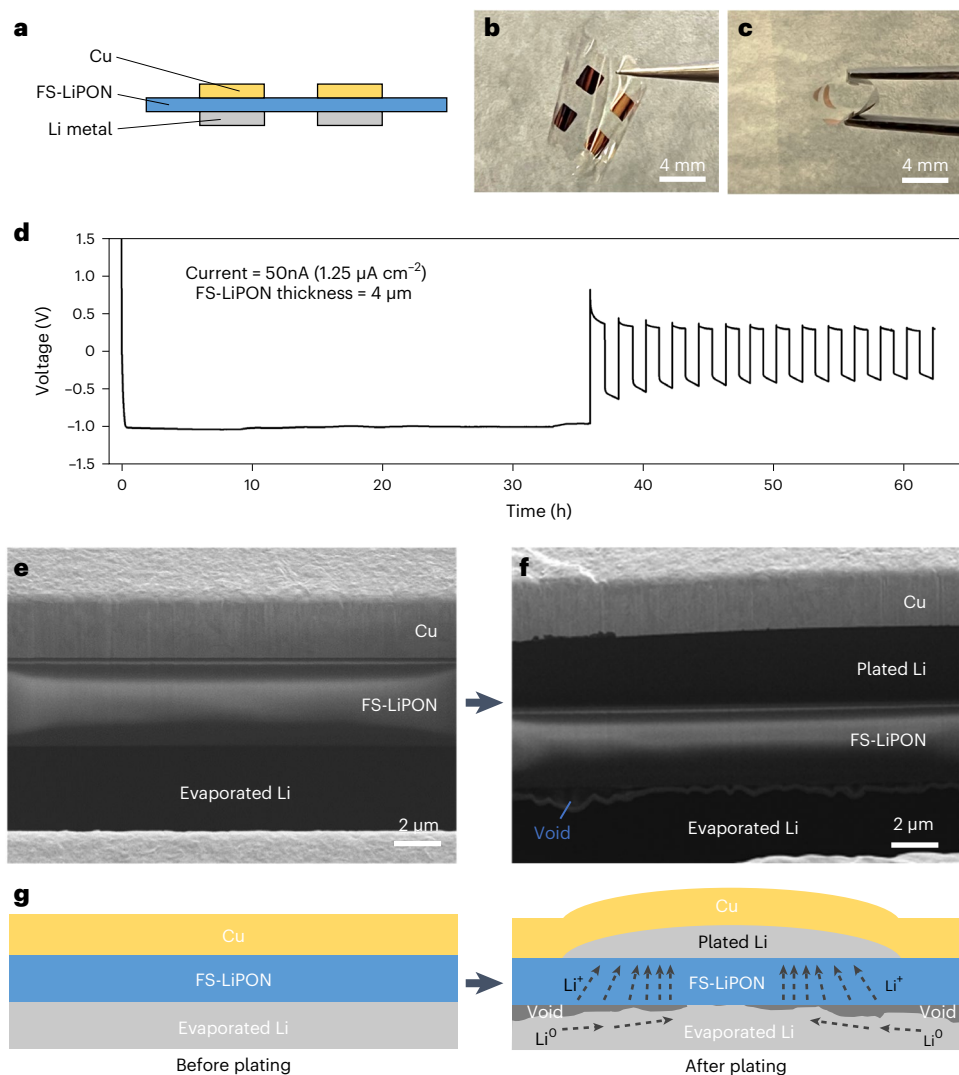 a
Cu
FS-LiPON
Li metal
b
4 mm
c
4 mm
d
1.5
1.0
0.5
0
–0.5
–1.0
–1.5
Voltage (V)
Current = 50nA (1.25 µA cm⁻²)
FS-LiPON thickness = 4 µm
0
10
20
30
40
50
60
Time (h)
e
Cu
FS-LiPON
Evaporated Li
2 µm
f
Cu
Plated Li
FS-LiPON
Void
Evaporated Li
2 µm
g
Cu
FS-LiPON
Evaporated Li
Before plating
Cu
Plated Li
Li⁺
FS-LiPON
Li⁺
Void
Void
Li⁰
Evaporated Li
Li⁰
After plating